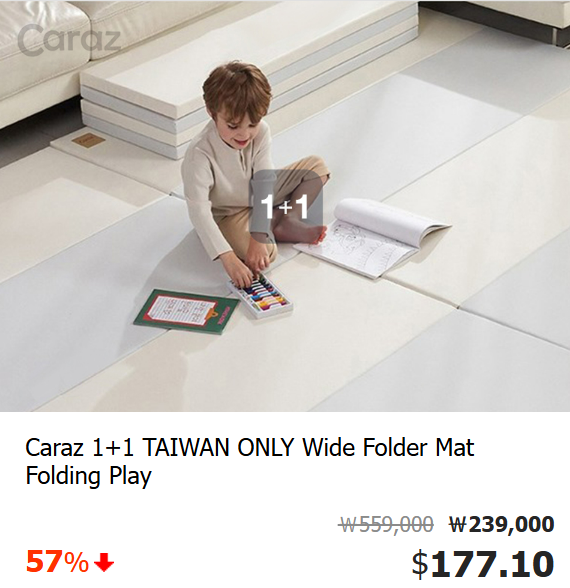 Caraz
1+1
Caraz 1+1 TAIWAN ONLY Wide Folder Mat
Folding Play
₩559,000 ₩239,000
57% $177.10